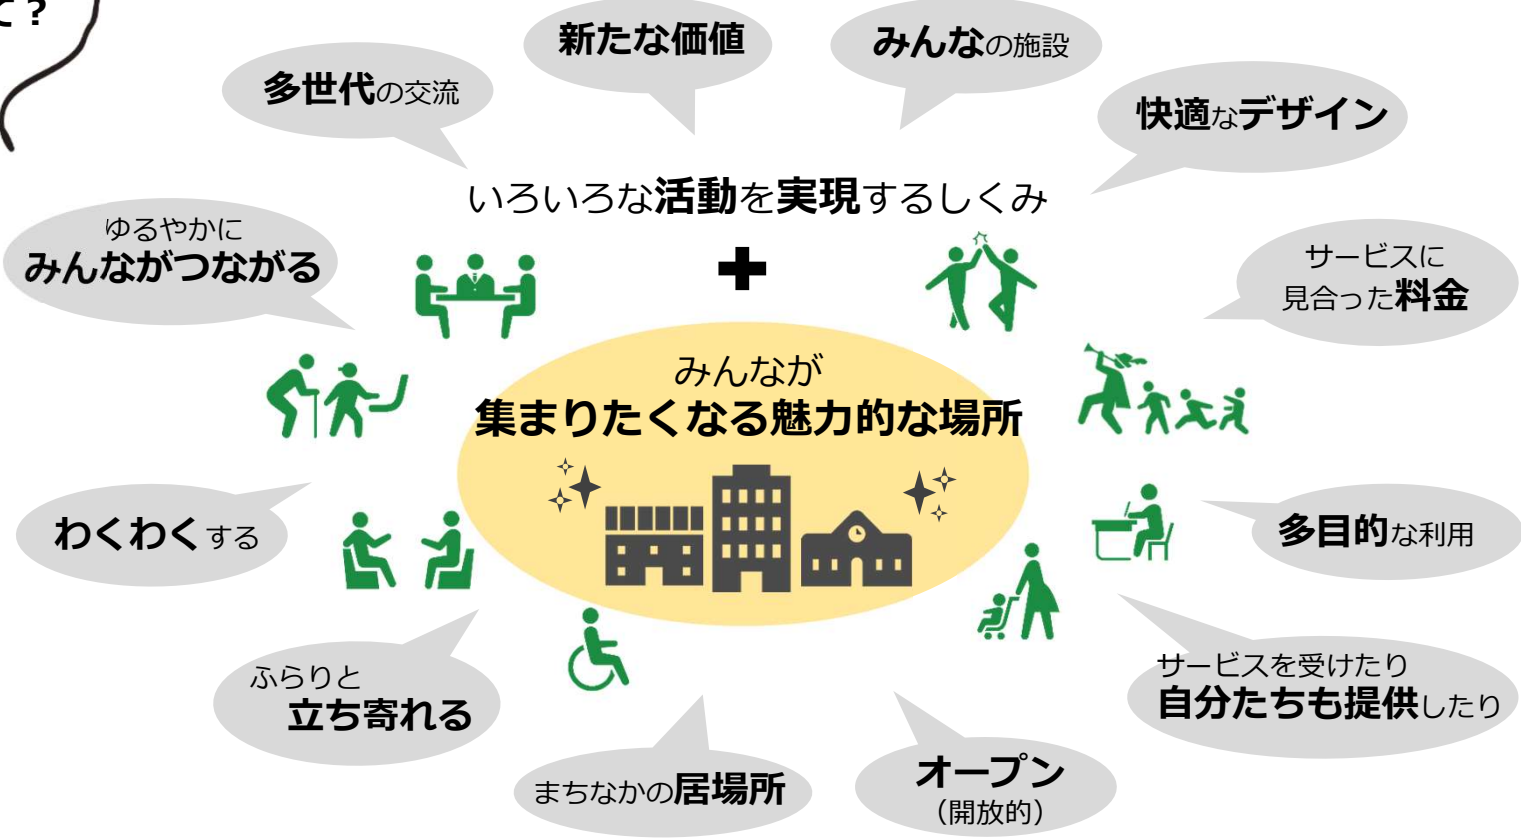 て？
新たな価値
みんなの施設
多世代の交流
快適なデザイン
いろいろな活動を実現するしくみ
ゆるやかに
みんながつながる
サービスに
見合った料金
みんなが
集まりたくなる魅力的な場所
わくわくする
多目的な利用
ふらりと
立ち寄れる
サービスを受けたり
自分たちも提供したり
まちなかの居場所
オープン
（開放的）